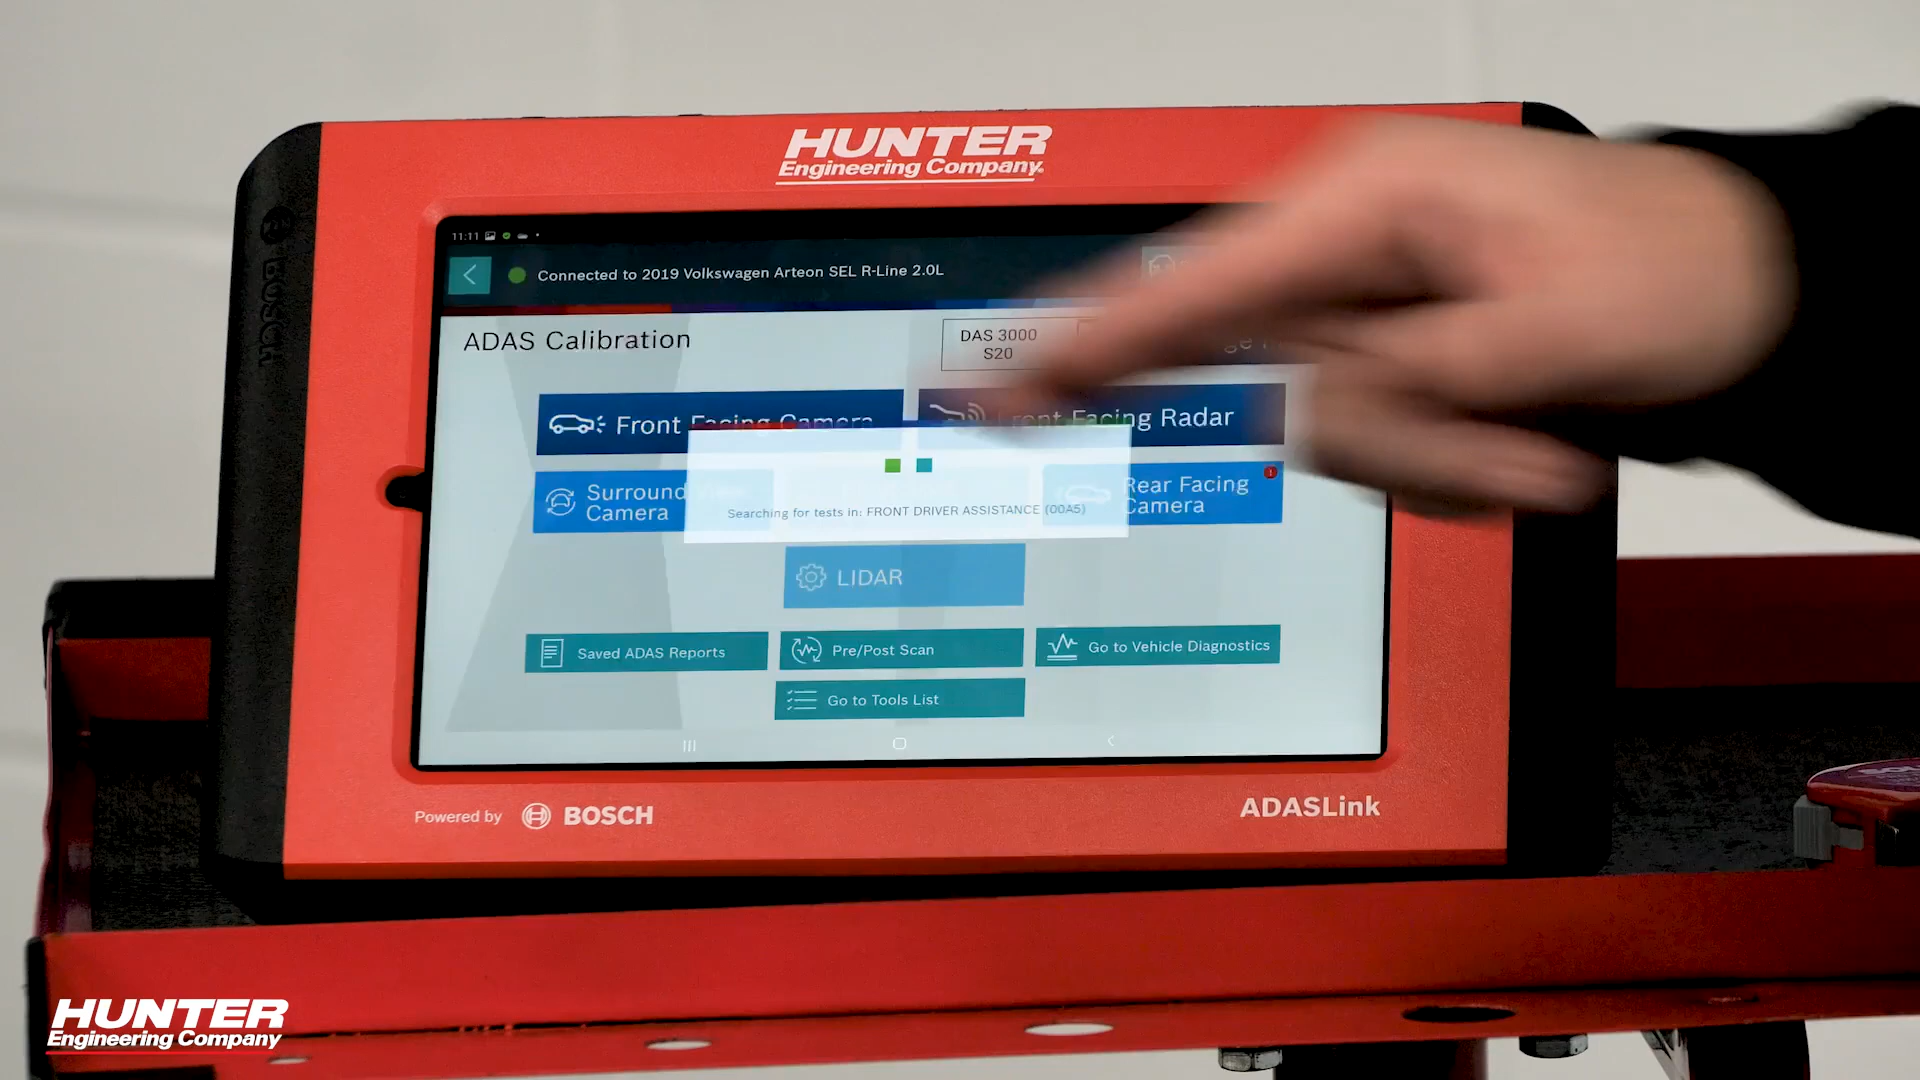 HUNTER
Engineering Company
BOSCH
11:11
Connected to 2019 Volkswagen Arteon SEL R-Line 2.0L
ADAS Calibration
DAS 3000
S20
Front Facing Camera
Front Facing Radar
Surround
Camera
Searching for tests in: FRONT DRIVER ASSISTANCE (00A5)
Rear Facing
Camera
LIDAR
Saved ADAS Reports
Pre/Post Scan
Go to Vehicle Diagnostics
Go to Tools List
Powered by BOSCH
ADASLink
HUNTER
Engineering Company